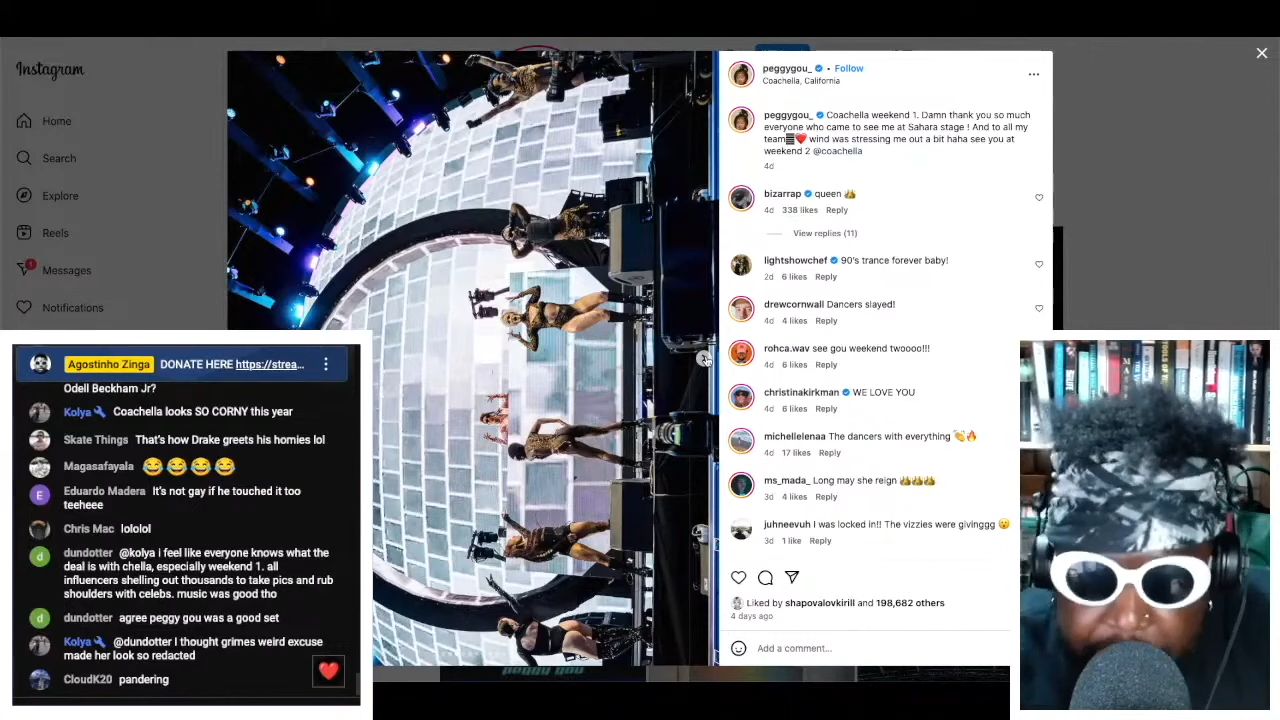 Instagram
Home
Search
Explore
Reels
1
Messages
Notifications
peggygou_ • Follow
Coachella, California
...
peggygou_ Coachella weekend 1. Damn thank you so much
everyone who came to see me at Sahara stage ! And to all my
team❤️ wind was stressing me out a bit haha see you at
weekend 2 @coachella
4d
bizarrap queen 👑
4d 338 likes Reply
View replies (11)
lightshowchef 90's trance forever baby!
2d 6 likes Reply
drewcornwall Dancers slayed!
4d 4 likes Reply
rohca.wav see gou weekend twoooo!!!
4d 6 likes Reply
christinakirkman WE LOVE YOU
4d 6 likes Reply
michellelenaa The dancers with everything 👏🔥
4d 17 likes Reply
ms_mada_ Long may she reign 👑👑👑
3d 4 likes Reply
juhneevuh I was locked in!! The vizzies were givinggg 😮
3d 1 like Reply
Liked by shapovalovkirill and 198,682 others
4 days ago
Add a comment...
peggy gou
Agostinho Zinga DONATE HERE https://strea...
Odell Beckham Jr?
Kolya Coachella looks SO CORNY this year
Skate Things That's how Drake greets his homies lol
Magasafayala 😂😂😂😂
E Eduardo Madera It's not gay if he touched it too
teeheee
Chris Mac lololol
d dundotter @kolya i feel like everyone knows what the
deal is with chella, especially weekend 1. all
influencers shelling out thousands to take pics and rub
shoulders with celebs. music was good tho
d dundotter agree peggy gou was a good set
Kolya @dundotter I thought grimes weird excuse
made her look so redacted
CloudK20 pandering